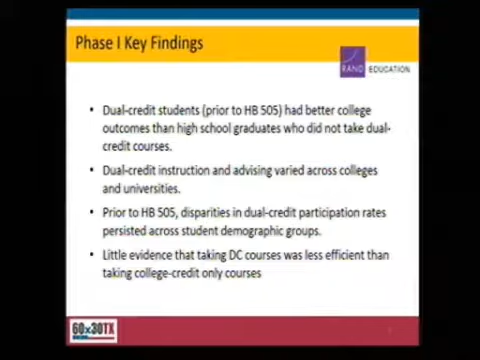 Phase I Key Findings
RAND EDUCATION
• Dual-credit students (prior to HB 505) had better college
outcomes than high school graduates who did not take dual-
credit courses.
• Dual-credit instruction and advising varied across colleges
and universities.
• Prior to HB 505, disparities in dual-credit participation rates
persisted across student demographic groups.
• Little evidence that taking DC courses was less efficient than
taking college-credit only courses
60x30TX